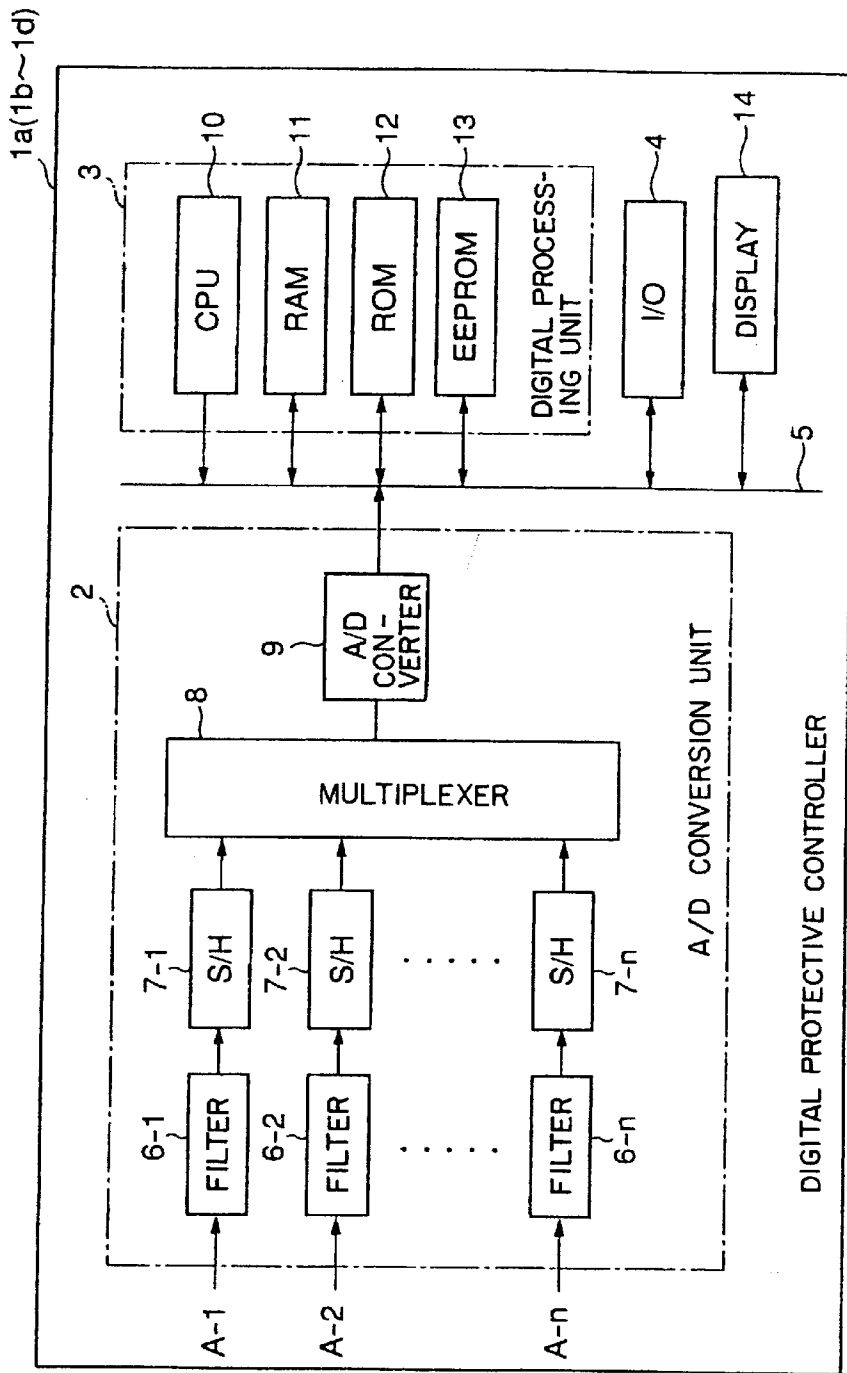 1a(1b~1d)
2
3
A-1
6-1
FILTER
7-1
S/H
A-2
6-2
FILTER
7-2
S/H
. . . . .
. . . . .
A-n
FILTER
6-n
S/H
7-n
8
MULTIPLEXER
9
A/D
CON-
VERTER
A/D CONVERSION UNIT
CPU
10
RAM
11
ROM
12
EEPROM
13
DIGITAL PROCESS-
ING UNIT
I/O
4
DISPLAY
14
5
DIGITAL PROTECTIVE CONTROLLER